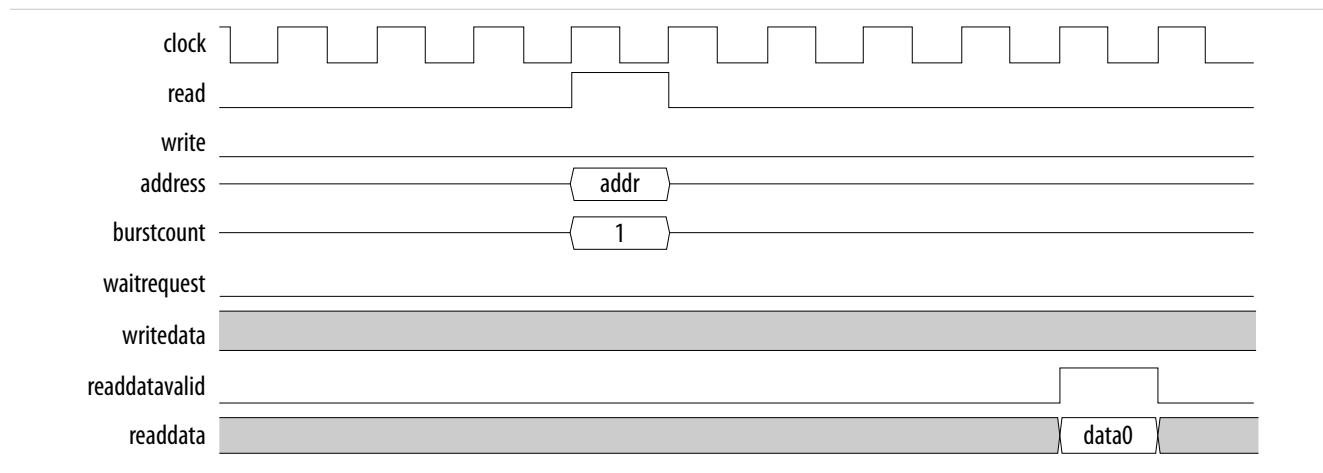 clock
read
write
address addr
burstcount 1
waitrequest
writedata
readdatavalid
readdata data0